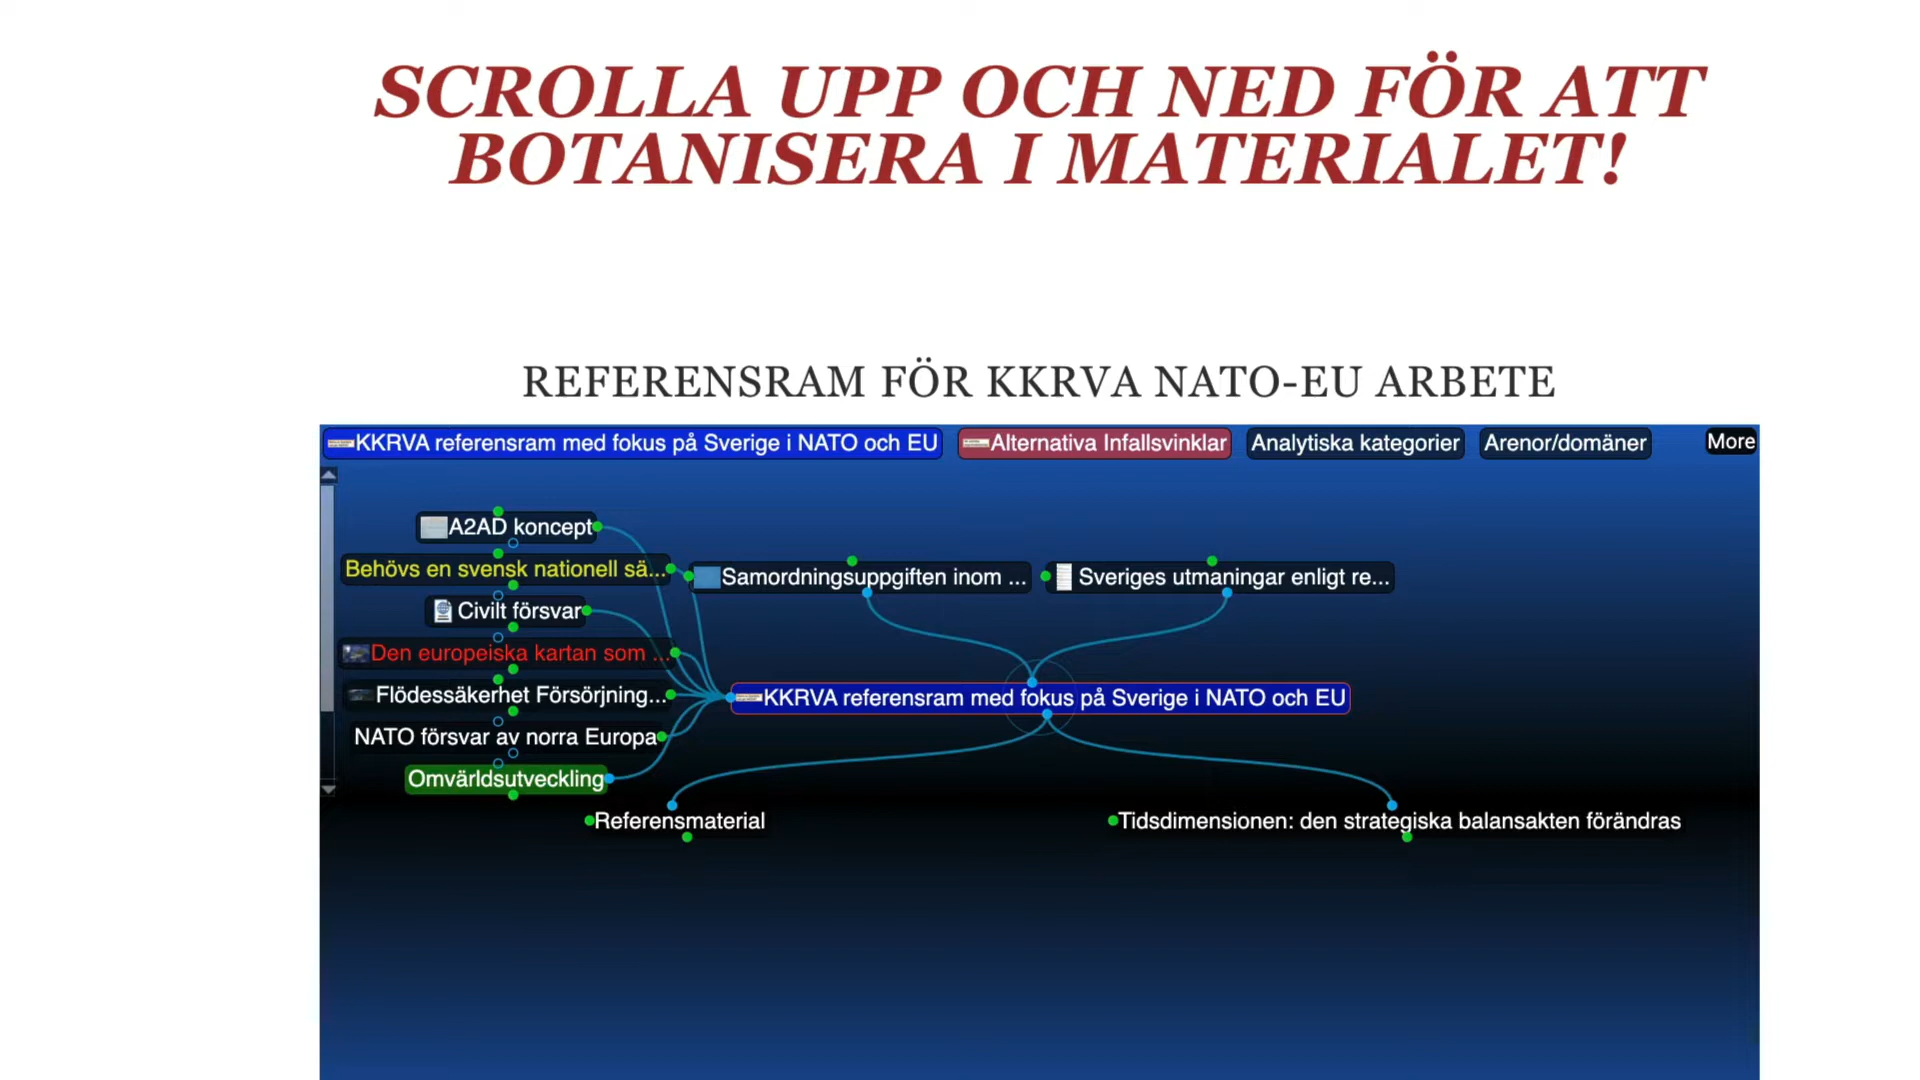 SCROLLA UPP OCH NED FÖR ATT
BOTANISERA I MATERIALET!
REFERENSRAM FÖR KKRVA NATO-EU ARBETE
KKRVA referensram med fokus på Sverige i NATO och EU
Alternativa Infallsvinklar
Analytiska kategorier
Arenor/domäner
More
A2AD koncept
Behövs en svensk nationell sä...
Samordningsuppgiften inom ...
Sveriges utmaningar enligt re...
Civilt försvar
Den europeiska kartan som ...
Flödessäkerhet Försörjning...
KKRVA referensram med fokus på Sverige i NATO och EU
NATO försvar av norra Europa
Omvärldsutveckling
Referensmaterial
Tidsdimensionen: den strategiska balansakten förändras